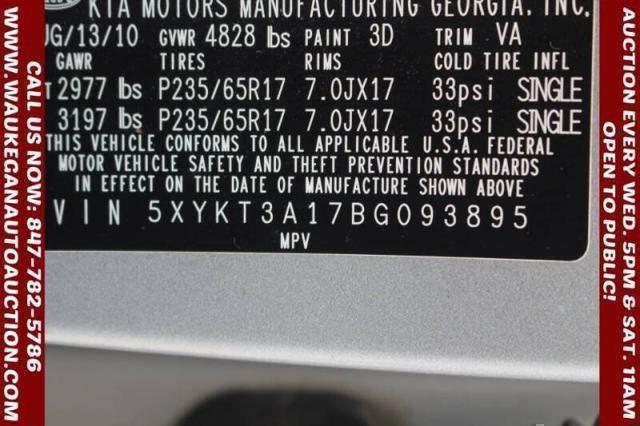 WWW.WAUKEGANAUTOAUCTION.COM
CALL US NOW: 847-782-5786
KIA MOTORS MANUFACTURING GEORGIA, INC.
UG/13/10 GVWR 4828 lbs PAINT 3D TRIM VA
GAWR TIRES RIMS COLD TIRE INFL
T 2977 lbs P235/65R17 7.0JX17 33psi SINGLE
3197 lbs P235/65R17 7.0JX17 33psi SINGLE
THIS VEHICLE CONFORMS TO ALL APPLICABLE U.S.A. FEDERAL
MOTOR VEHICLE SAFETY AND THEFT PREVENTION STANDARDS
IN EFFECT ON THE DATE OF MANUFACTURE SHOWN ABOVE
VIN 5XYKT3A17BG093895
MPV
AUCTION EVERY WED. 5PM & SAT. 11AM
OPEN TO PUBLIC!